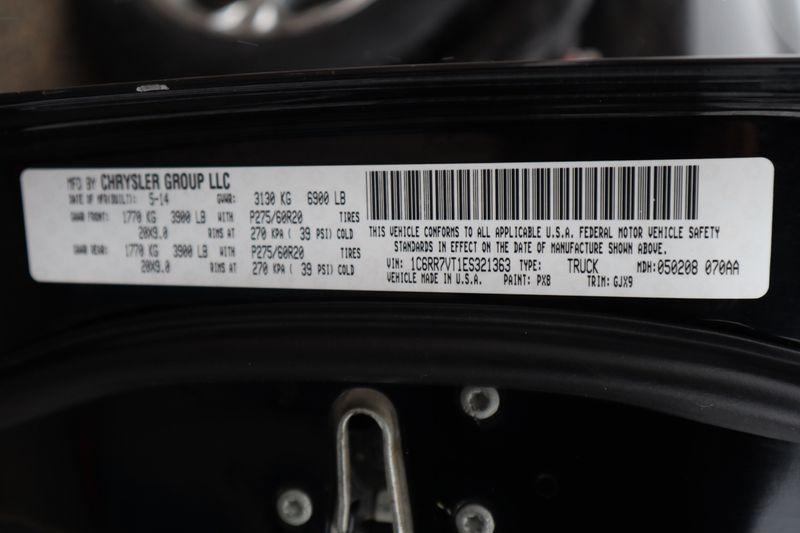 MFD BY CHRYSLER GROUP LLC
DATE OF MFR(BUILT): 5-14 GVWR: 3130 KG 6900 LB
GAWR FRONT: 1770 KG 3900 LB WITH P275/60R20 TIRES
20X9.0 RIMS AT 270 KPA ( 39 PSI) COLD
GAWR REAR: 1770 KG 3900 LB WITH P275/60R20 TIRES
20X9.0 RIMS AT 270 KPA ( 39 PSI) COLD
THIS VEHICLE CONFORMS TO ALL APPLICABLE U.S.A. FEDERAL MOTOR VEHICLE SAFETY
STANDARDS IN EFFECT ON THE DATE OF MANUFACTURE SHOWN ABOVE.
VIN: 1C6RR7VT1ES321363 TYPE: TRUCK MDH: 050208 070AA
VEHICLE MADE IN U.S.A. PAINT: PX8 TRIM: GJX9